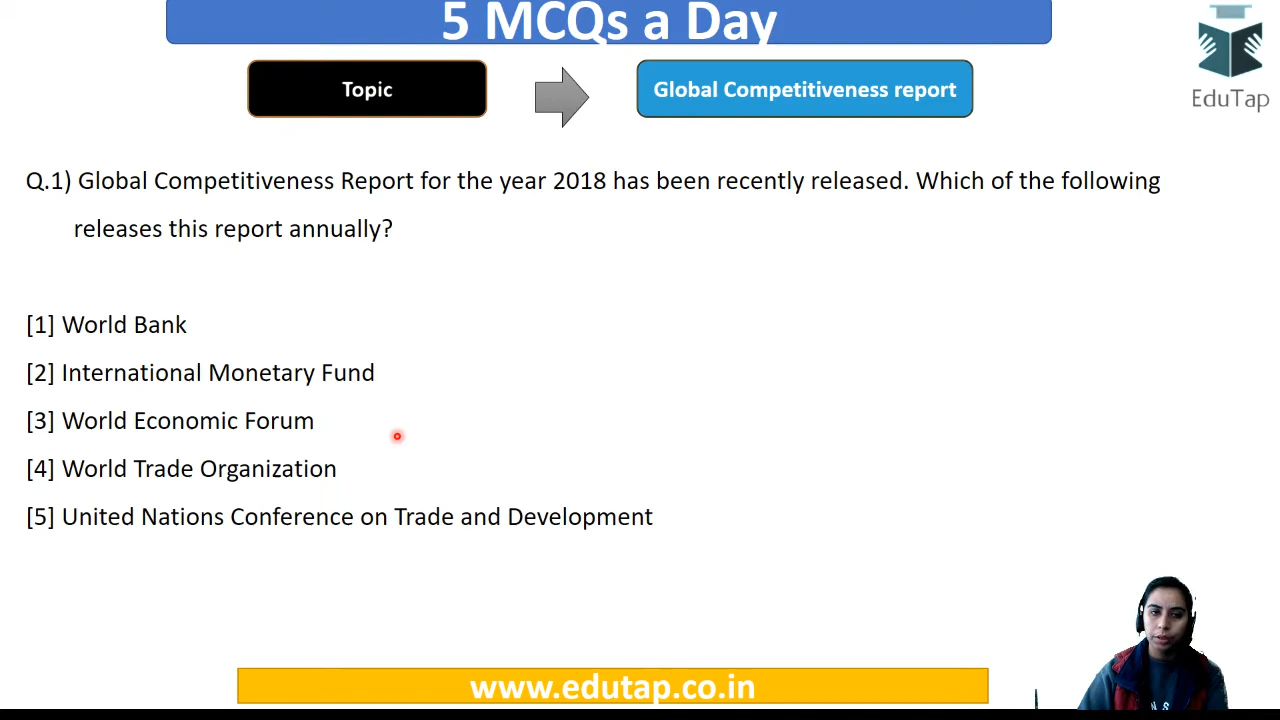 5 MCQs a Day
EduTap
Topic
Global Competitiveness report
Q.1) Global Competitiveness Report for the year 2018 has been recently released. Which of the following
releases this report annually?
[1] World Bank
[2] International Monetary Fund
[3] World Economic Forum
[4] World Trade Organization
[5] United Nations Conference on Trade and Development
www.edutap.co.in